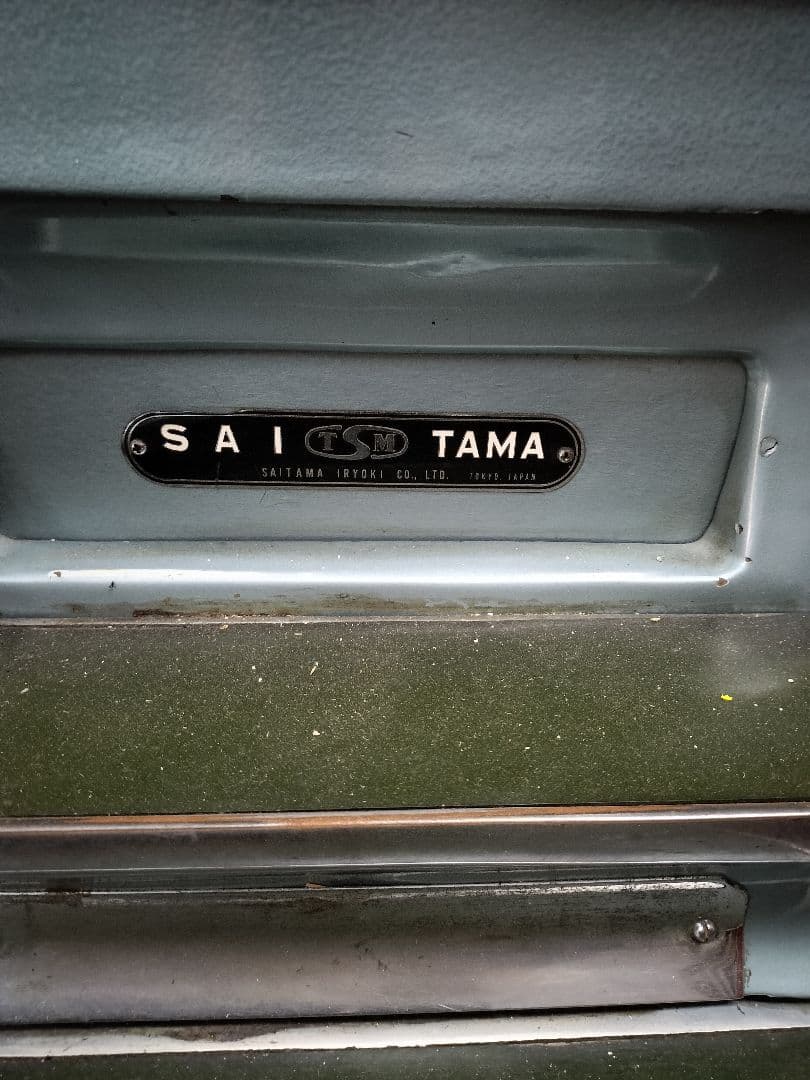 SAI TSM TAMA
SAITAMA IRYOKI CO., LTD. TOKYO, JAPAN